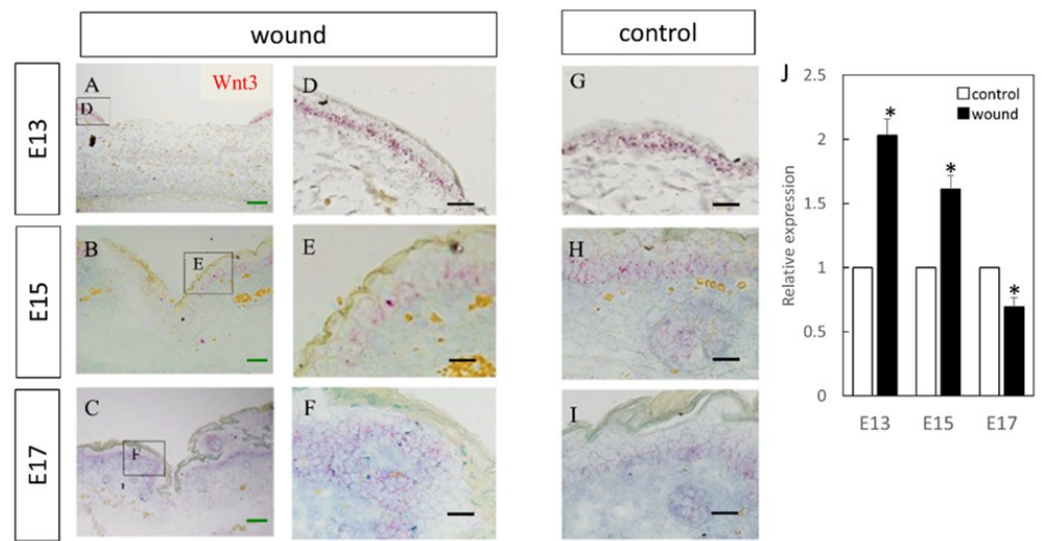 wound
control
E13
E15
E17
A
Wnt3
D
D
G
B
E
E
H
C
F
F
I
J
2.5
2
1.5
1
0.5
0
Relative expression
control
wound
*
*
*
E13
E15
E17